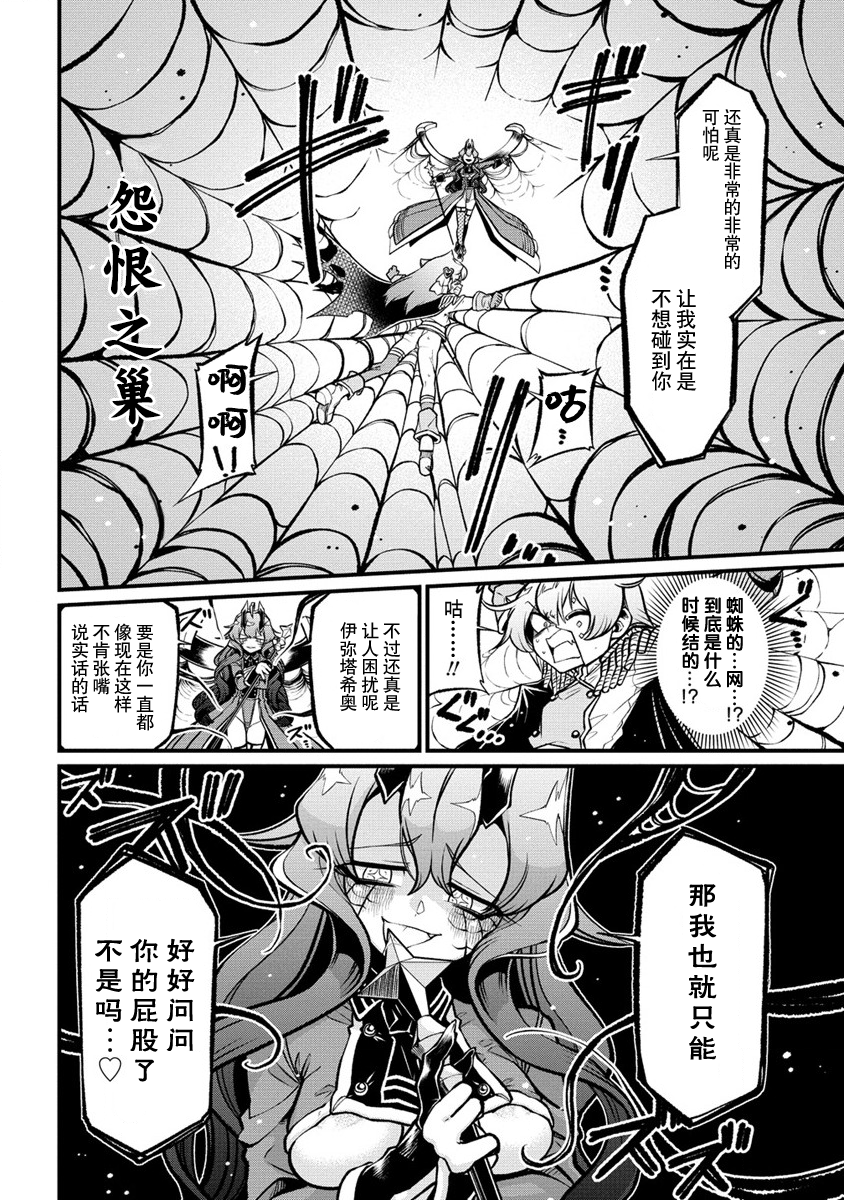 还真是非常的非常的
可怕呢
让我实在是
不想碰到你
怨恨之巢
咕
…
啊
啊
!!
蜘蛛的…网…!?
到底是什么
时候结的…!?
咕
……!!
不过还真是
让人困扰呢
伊弥塔希奥
要是你一直都
像现在这样
不肯张嘴
说实话的话
那我也就只能
好好问问
你的屁股了
不是吗…♡